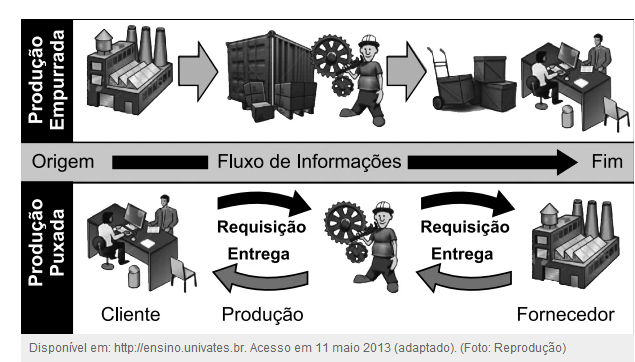 Produção
Empurrada
Origem Fluxo de Informações Fim
Produção
Puxada
Requisição
Entrega
Requisição
Entrega
Cliente Produção Fornecedor
Disponível em: http://ensino.univates.br. Acesso em 11 maio 2013 (adaptado). (Foto: Reprodução)